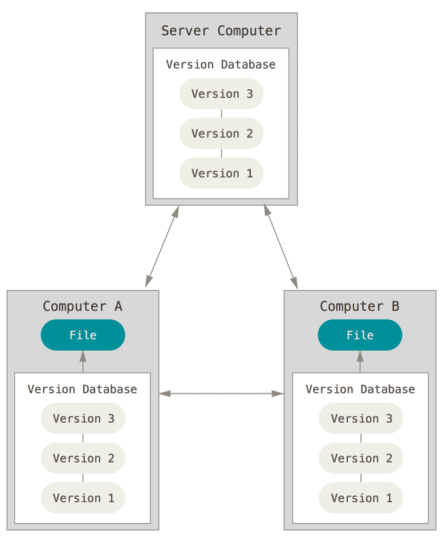 Server Computer
Version Database
Version 3
Version 2
Version 1
Computer A
File
Version Database
Version 3
Version 2
Version 1
Computer B
File
Version Database
Version 3
Version 2
Version 1